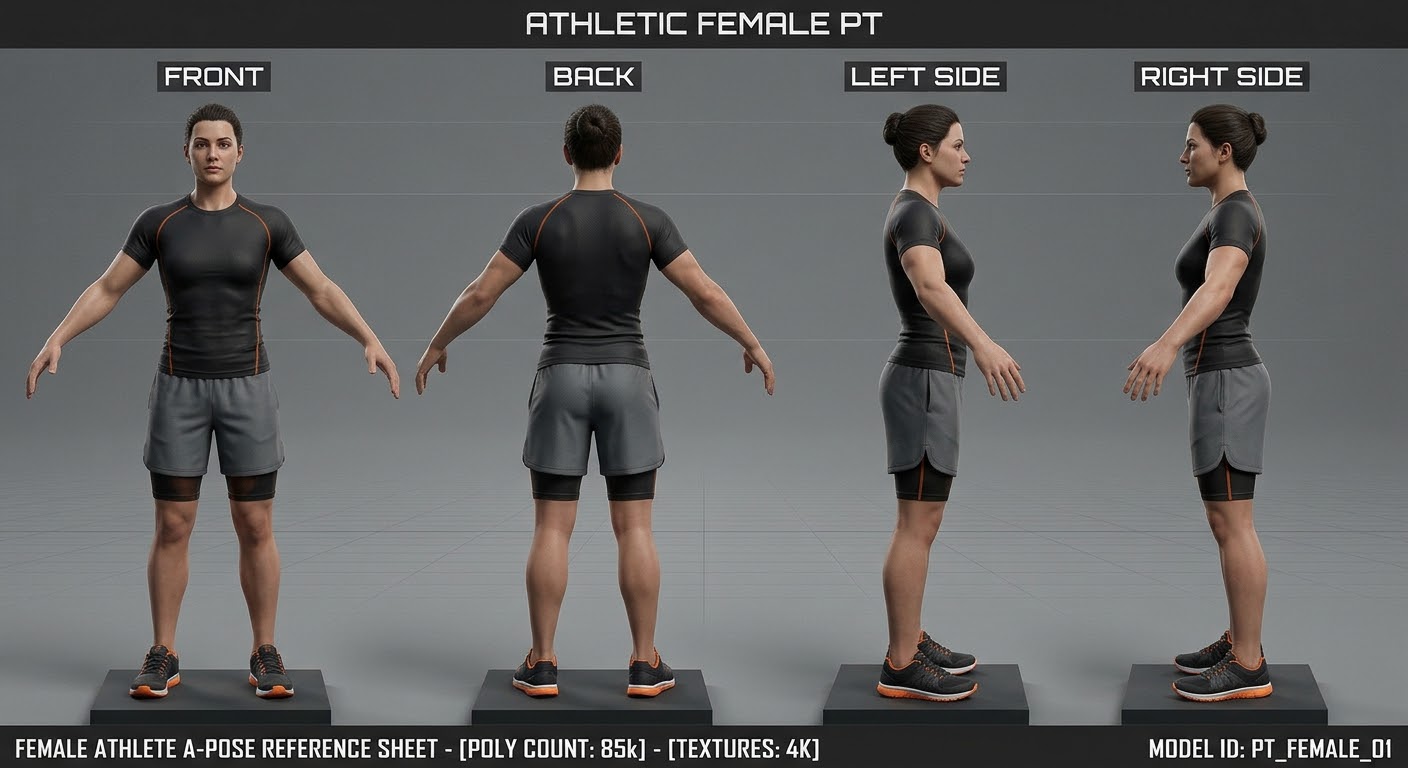 ATHLETIC FEMALE PT
FRONT
BACK
LEFT SIDE
RIGHT SIDE
FEMALE ATHLETE A-POSE REFERENCE SHEET - [POLY COUNT: 85k] - [TEXTURES: 4K]
MODEL ID: PT_FEMALE_01